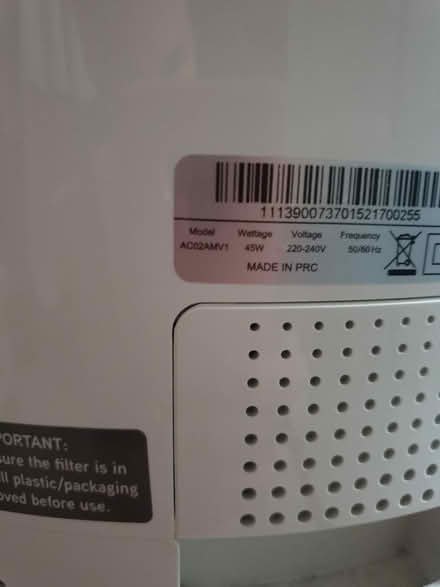 111390073701521700255
Model Wattage Voltage Frequency
AC02AMV1 45W 220-240V 50/60Hz
MADE IN PRC
PORTANT:
sure the filter is in
ll plastic/packaging
oved before use.